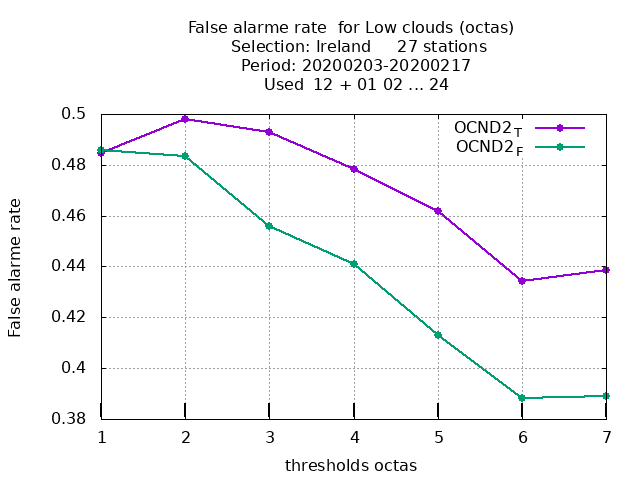 False alarme rate  for Low clouds (octas)
Selection: Ireland     27 stations
Period: 20200203-20200217
Used  12 + 01 02 ... 24
OCND2T
OCND2F
0.5
0.48
0.46
0.44
0.42
0.4
0.38
False alarme rate
1 2 3 4 5 6 7
thresholds octas